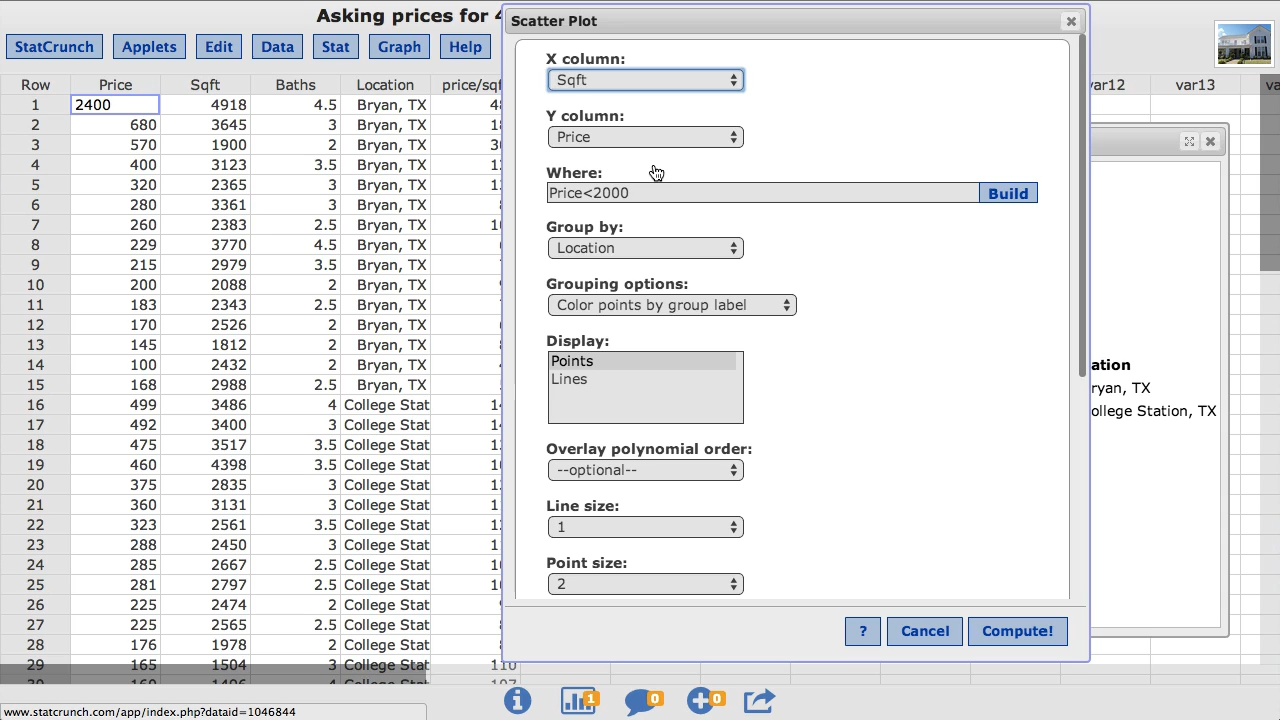 Asking prices for 4
StatCrunch Applets Edit Data Stat Graph Help
Row Price Sqft Baths Location price/sqf
1 2400 4918 4.5 Bryan, TX
2 680 3645 3 Bryan, TX
3 570 1900 2 Bryan, TX
4 400 3123 3.5 Bryan, TX
5 320 2365 3 Bryan, TX
6 280 3361 3 Bryan, TX
7 260 2383 2.5 Bryan, TX
8 229 3770 4.5 Bryan, TX
9 215 2979 3.5 Bryan, TX
10 200 2088 2 Bryan, TX
11 183 2343 2.5 Bryan, TX
12 170 2526 2 Bryan, TX
13 145 1812 2 Bryan, TX
14 100 2432 2 Bryan, TX
15 168 2988 2.5 Bryan, TX
16 499 3486 4 College Stat
17 492 3400 3 College Stat
18 475 3517 3.5 College Stat
19 460 4398 3.5 College Stat
20 375 2835 3 College Stat
21 360 3131 3 College Stat
22 323 2561 3.5 College Stat
23 288 2450 3 College Stat
24 285 2667 2.5 College Stat
25 281 2797 2.5 College Stat
26 225 2474 2 College Stat
27 225 2565 2.5 College Stat
28 176 1978 2 College Stat
29 165 1504 3 College Stat 110
Scatter Plot
X column:
Sqft
Y column:
Price
Where:
Price<2000 Build
Group by:
Location
Grouping options:
Color points by group label
Display:
Points
Lines
Overlay polynomial order:
--optional--
Line size:
1
Point size:
2
? Cancel Compute!
var12 var13 va
ation
ryan, TX
ollege Station, TX
1 0 0
www.statcrunch.com/app/index.php?dataid=1046844